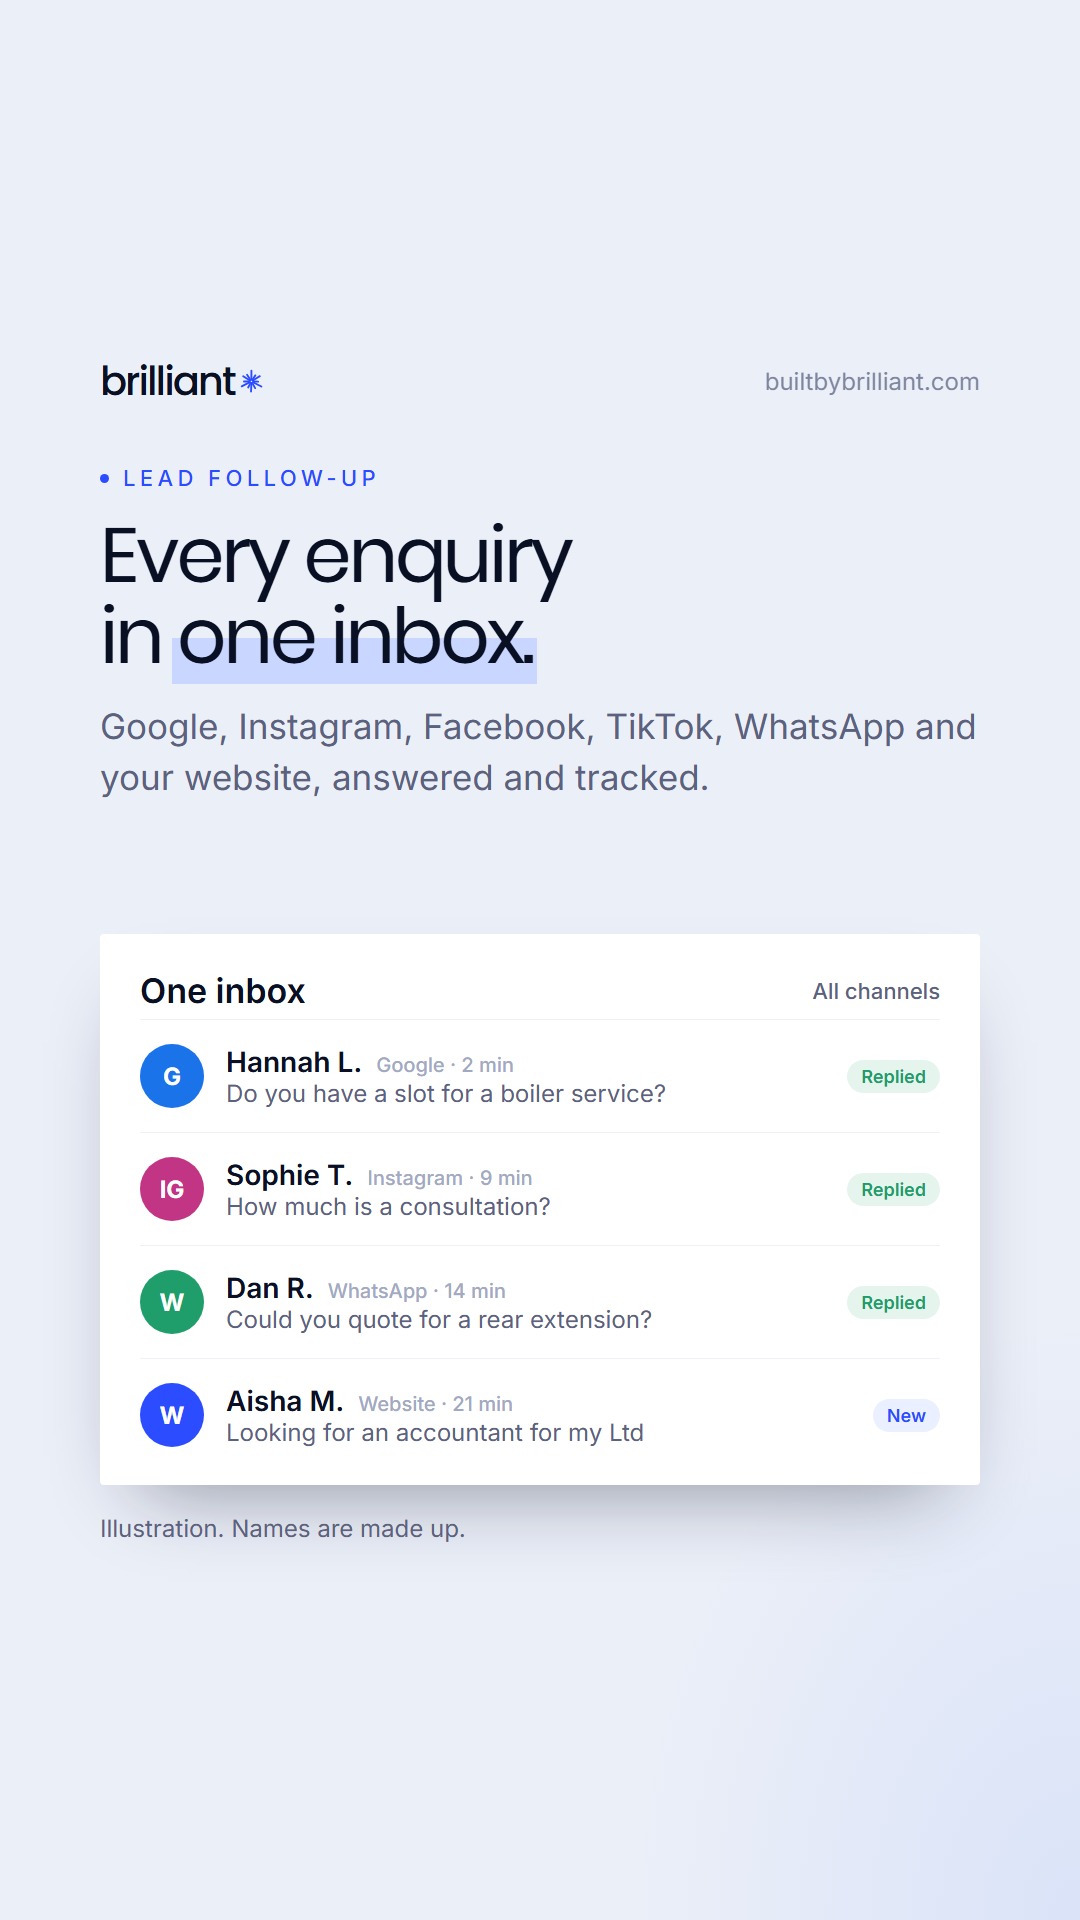 brilliant
builtbybrilliant.com
LEAD FOLLOW-UP
Every enquiry
in one inbox.
Google, Instagram, Facebook, TikTok, WhatsApp and
your website, answered and tracked.
One inbox
All channels
G
Hannah L. Google · 2 min
Do you have a slot for a boiler service?
Replied
IG
Sophie T. Instagram · 9 min
How much is a consultation?
Replied
W
Dan R. WhatsApp · 14 min
Could you quote for a rear extension?
Replied
W
Aisha M. Website · 21 min
Looking for an accountant for my Ltd
New
Illustration. Names are made up.